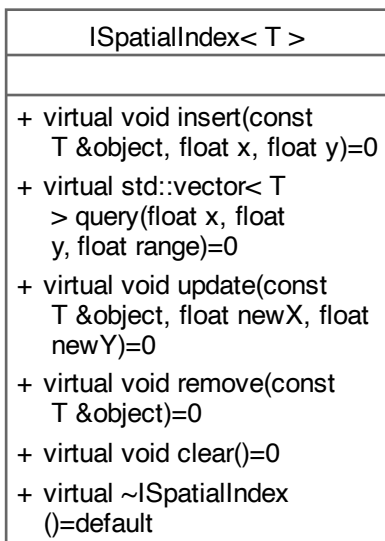 ISpatialIndex< T >
+ virtual void insert(const
T &object, float x, float y)=0
+ virtual std::vector< T
> query(float x, float
y, float range)=0
+ virtual void update(const
T &object, float newX, float
newY)=0
+ virtual void remove(const
T &object)=0
+ virtual void clear()=0
+ virtual ~ISpatialIndex
()=default